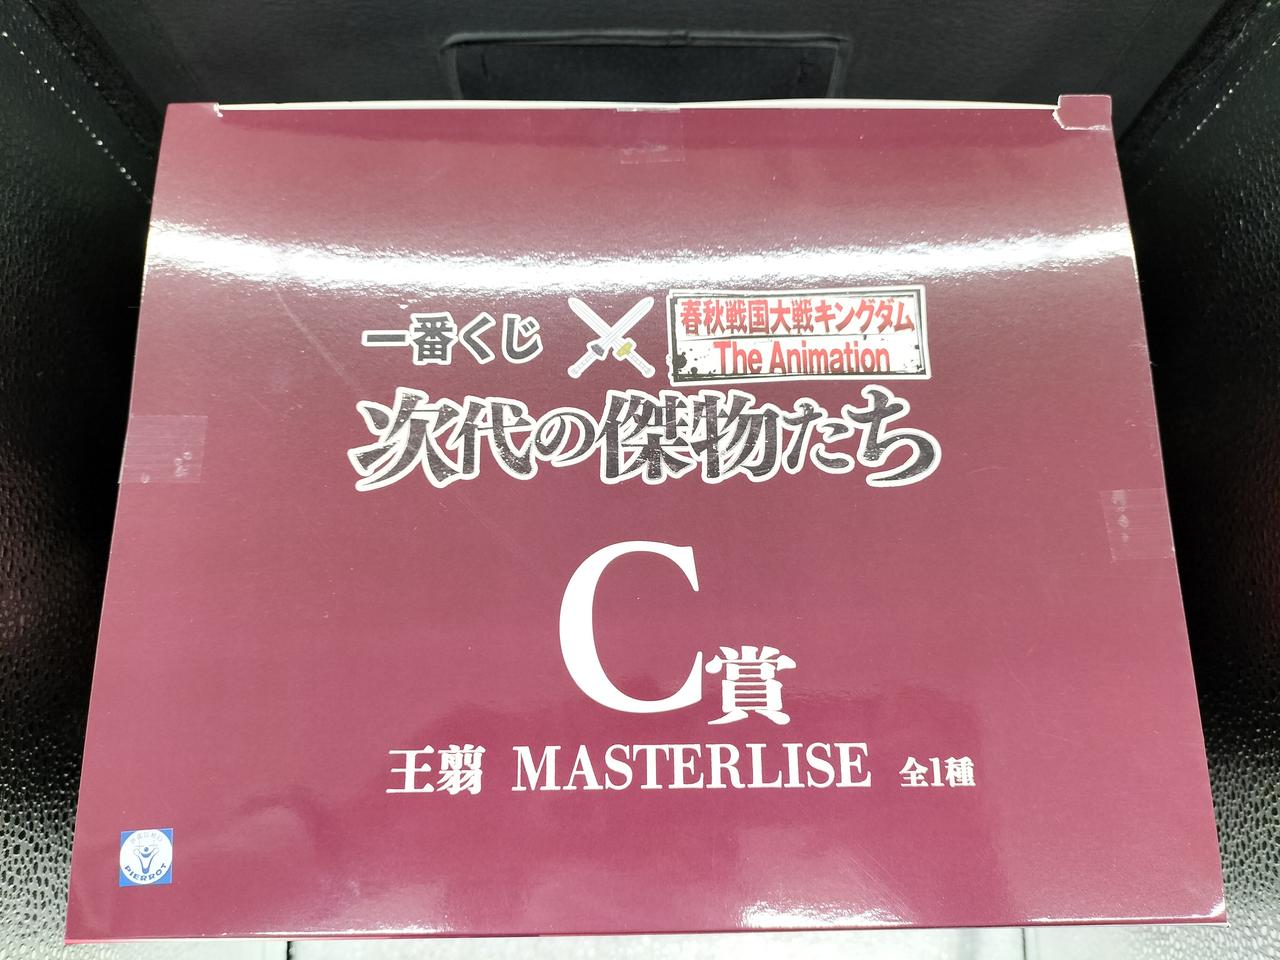 一番くじ
春秋戦国大戦キングダム
The Animation
次代の傑物たち
C賞
王翦 MASTERLISE 全1種
PIERROT